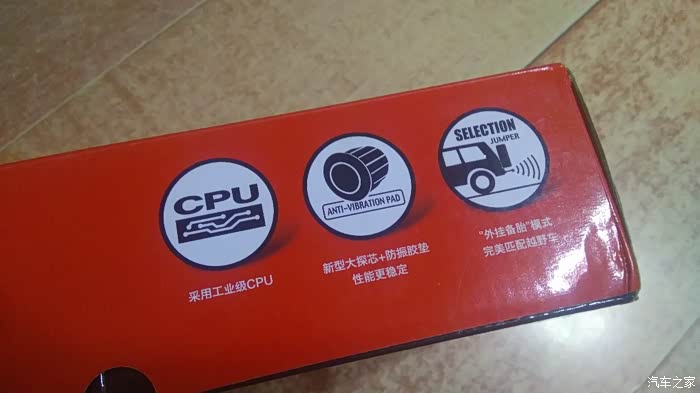 CPU
采用工业级CPU
ANTI-VIBRATION PAD
新型大探芯+防振胶垫
性能更稳定
SELECTION
JUMPER
“外挂备胎”模式
完美匹配越野车
汽车之家